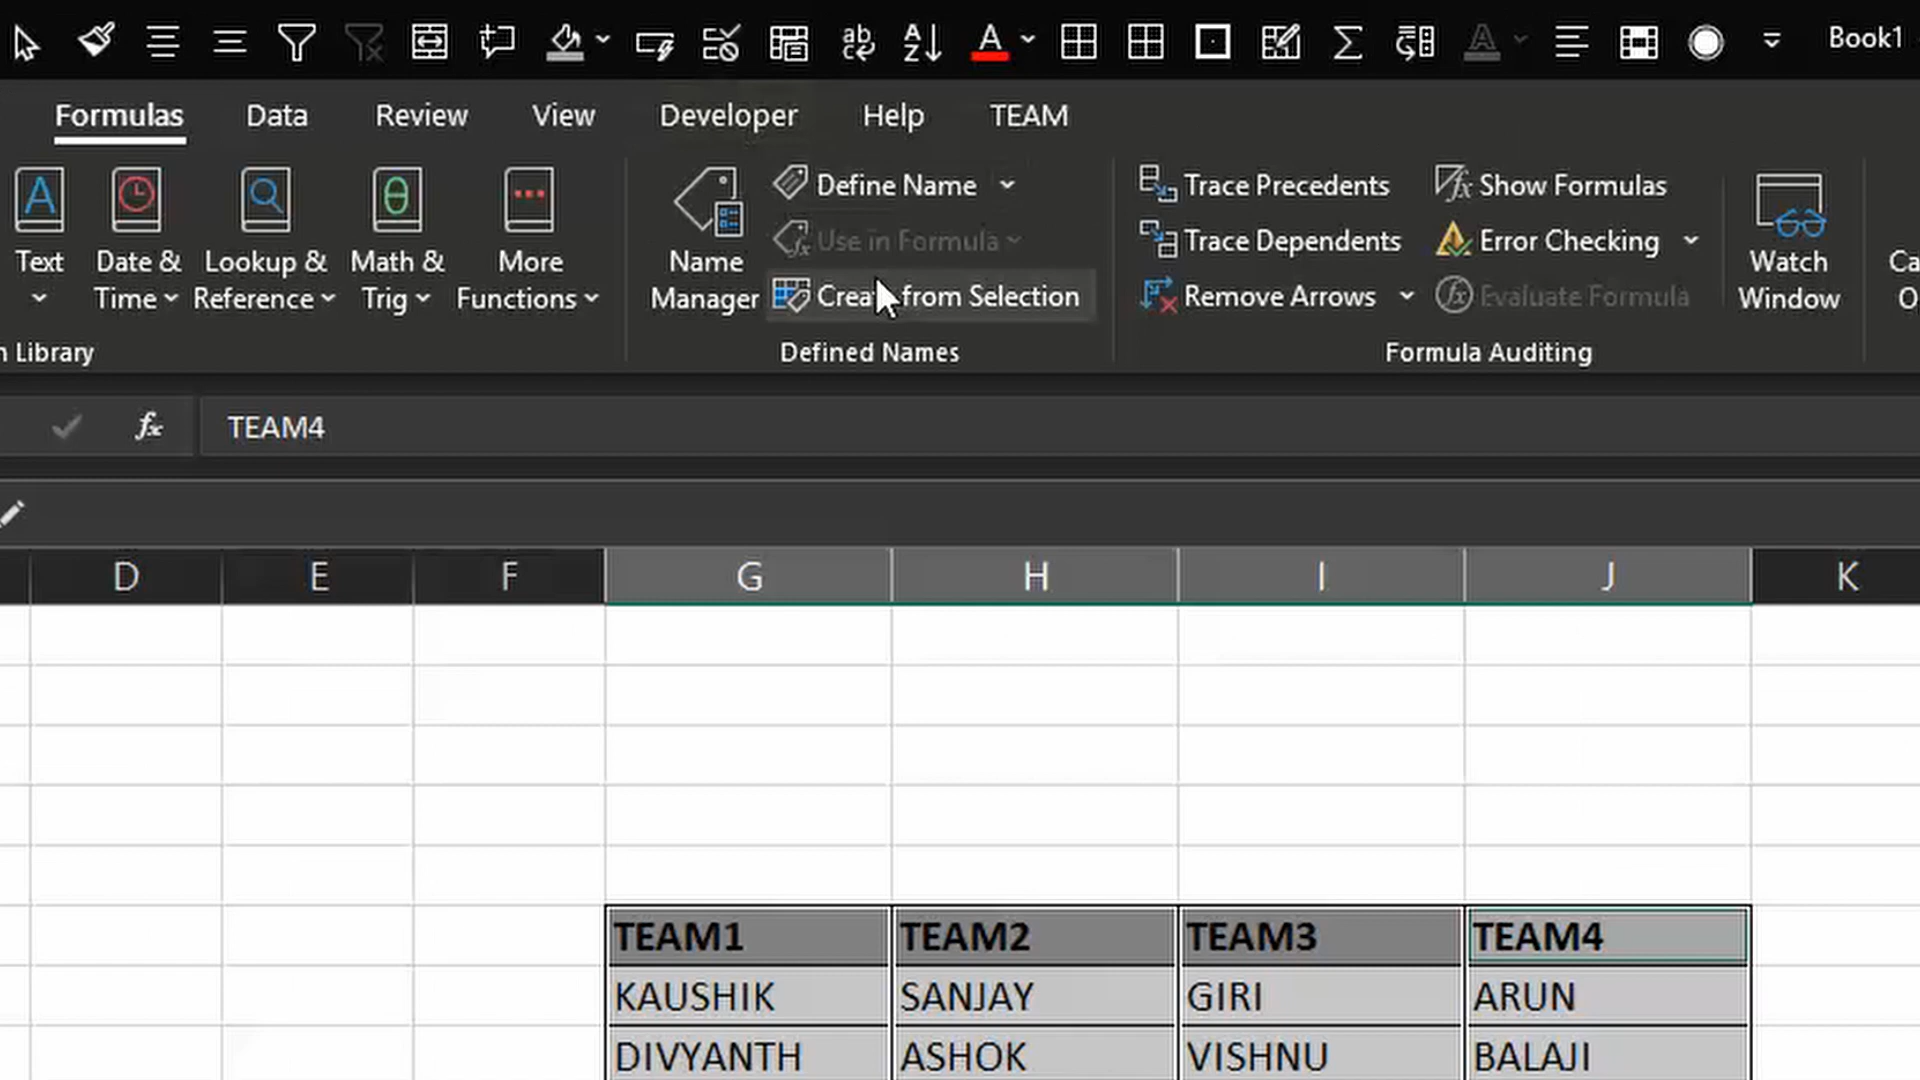 Book1
Formulas Data Review View Developer Help TEAM
Text
Date & Time
Lookup & Reference
Math & Trig
More Functions
Name Manager
Define Name
Use in Formula
Create from Selection
Defined Names
Trace Precedents
Trace Dependents
Remove Arrows
Show Formulas
Error Checking
Evaluate Formula
Formula Auditing
Watch Window
Library
fx TEAM4
D E F G H I J K
TEAM1 TEAM2 TEAM3 TEAM4
KAUSHIK SANJAY GIRI ARUN
DIVYANTH ASHOK VISHNU BALAJI